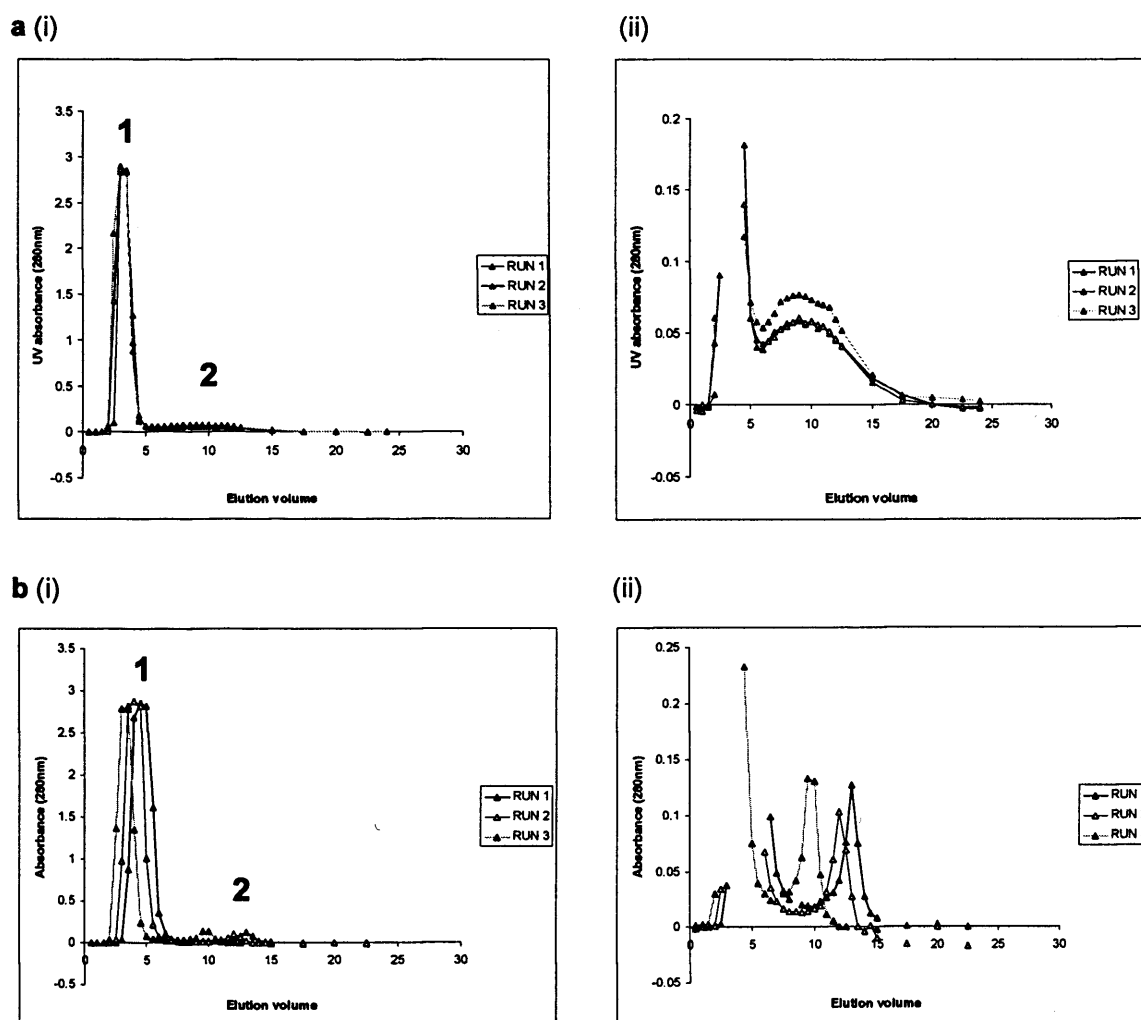 a (i)
(ii)
3.5
3
2.5
2
1.5
1
0.5
0
-0.5
0
5
10
15
20
25
30
1
2
UV absorbance (280nm)
Elution volume
RUN 1
RUN 2
RUN 3
0.2
0.15
0.1
0.05
0
-0.05
0
5
10
15
20
25
30
UV absorbance (280nm)
Elution volume
RUN 1
RUN 2
RUN 3
b (i)
(ii)
3.5
3
2.5
2
1.5
1
0.5
0
-0.5
0
5
10
15
20
25
30
1
2
Absorbance (280nm)
Elution volume
RUN 1
RUN 2
RUN 3
0.25
0.2
0.15
0.1
0.05
0
-0.05
0
5
10
15
20
25
30
Absorbance (280nm)
Elution volume
RUN
RUN
RUN